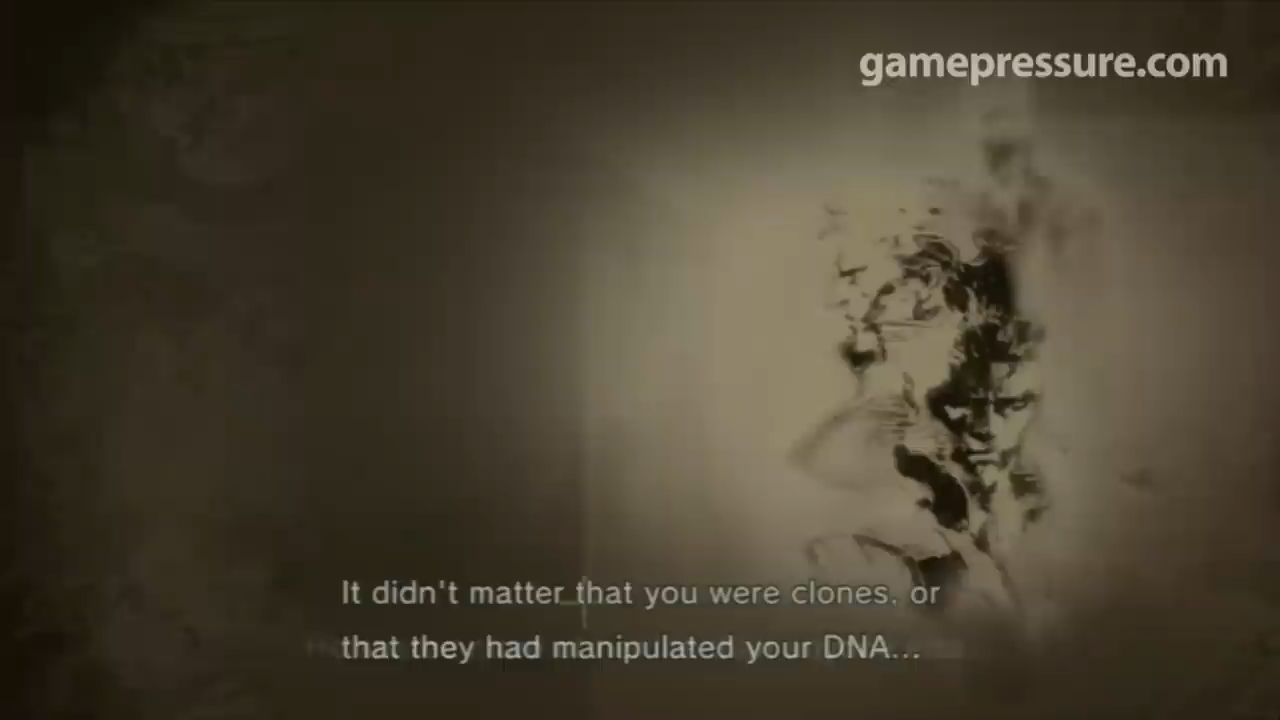 gamepressure.com
It didn't matter that you were clones, or
that they had manipulated your DNA...